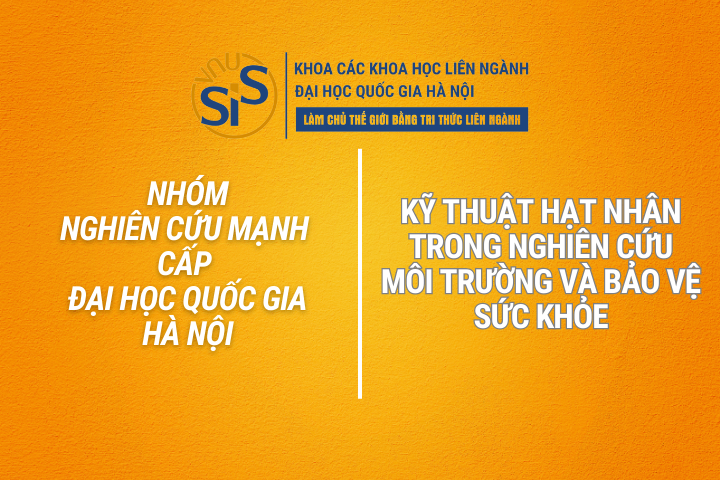 VNU
SIS
KHOA CÁC KHOA HỌC LIÊN NGÀNH
ĐẠI HỌC QUỐC GIA HÀ NỘI
LÀM CHỦ THẾ GIỚI BẰNG TRI THỨC LIÊN NGÀNH
NHÓM
NGHIÊN CỨU MẠNH
CẤP
ĐẠI HỌC QUỐC GIA
HÀ NỘI
KỸ THUẬT HẠT NHÂN
TRONG NGHIÊN CỨU
MÔI TRƯỜNG VÀ BẢO VỆ
SỨC KHỎE